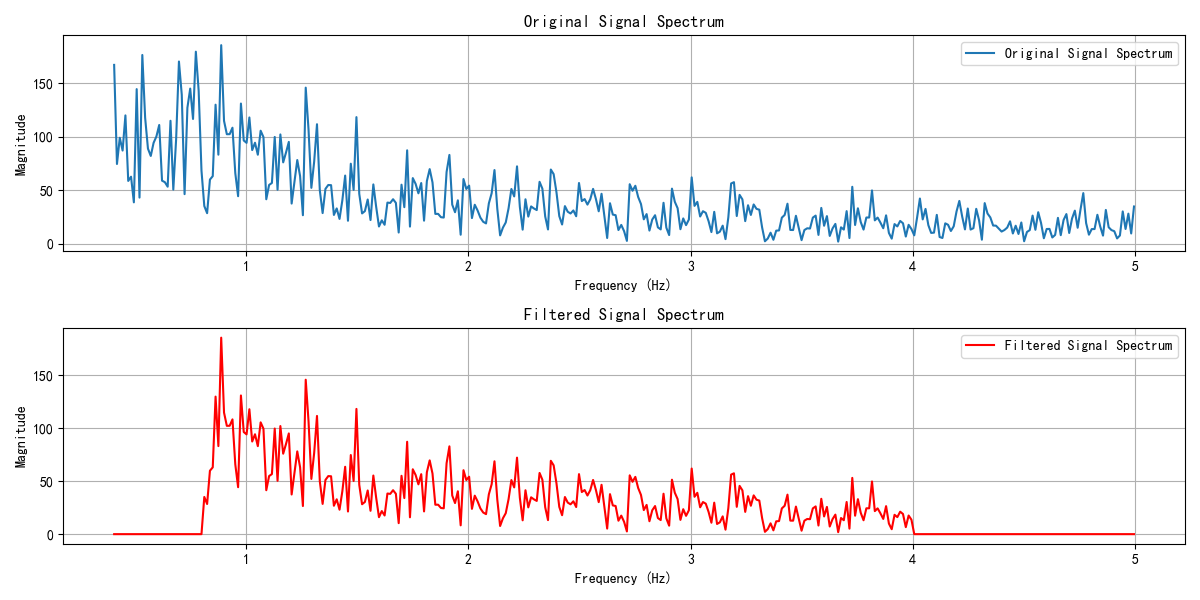 Original Signal Spectrum
Original Signal Spectrum
150
100
50
0
Magnitude
1 2 3 4 5
Frequency (Hz)
Filtered Signal Spectrum
Filtered Signal Spectrum
150
100
50
0
Magnitude
1 2 3 4 5
Frequency (Hz)